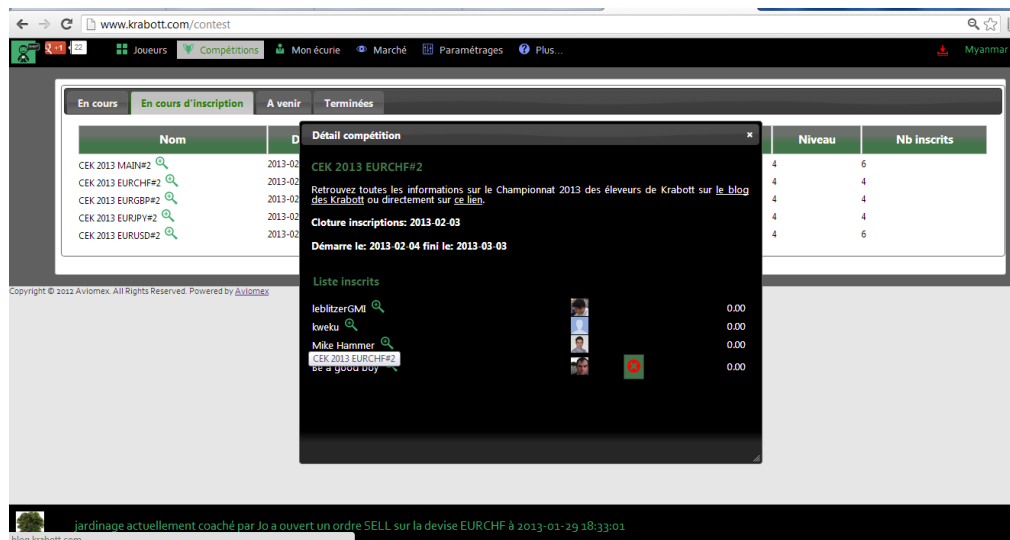 www.krabott.com/contest
+1 22 Joueurs Compétitions Mon écurie Marché Paramétrages Plus... Myanmar
En cours En cours d'inscription A venir Terminées
Détail compétition
Nom D Niveau Nb inscrits
CEK 2013 MAIN#2 2013-02 4 6
CEK 2013 EURCHF#2 2013-02 4 4
CEK 2013 EURGBP#2 2013-02 4 4
CEK 2013 EURJPY#2 2013-02 4 4
CEK 2013 EURUSD#2 2013-02 4 6
CEK 2013 EURCHF#2
Retrouvez toutes les informations sur le Championnat 2013 des éleveurs de Krabott sur le blog
des Krabott ou directement sur ce lien.
Cloture inscriptions: 2013-02-03
Démarre le: 2013-02-04 fini le: 2013-03-03
Liste inscrits
Copyright © 2012 Aviomex. All Rights Reserved. Powered by Aviomex
leblitzerGMI 0.00
kweku 0.00
Mike Hammer 0.00
CEK 2013 EURCHF#2
Be a good boy 0.00
jardinage actuellement coaché par Jo a ouvert un ordre SELL sur la devise EURCHF à 2013-01-29 18:33:01
blog.krabott.com